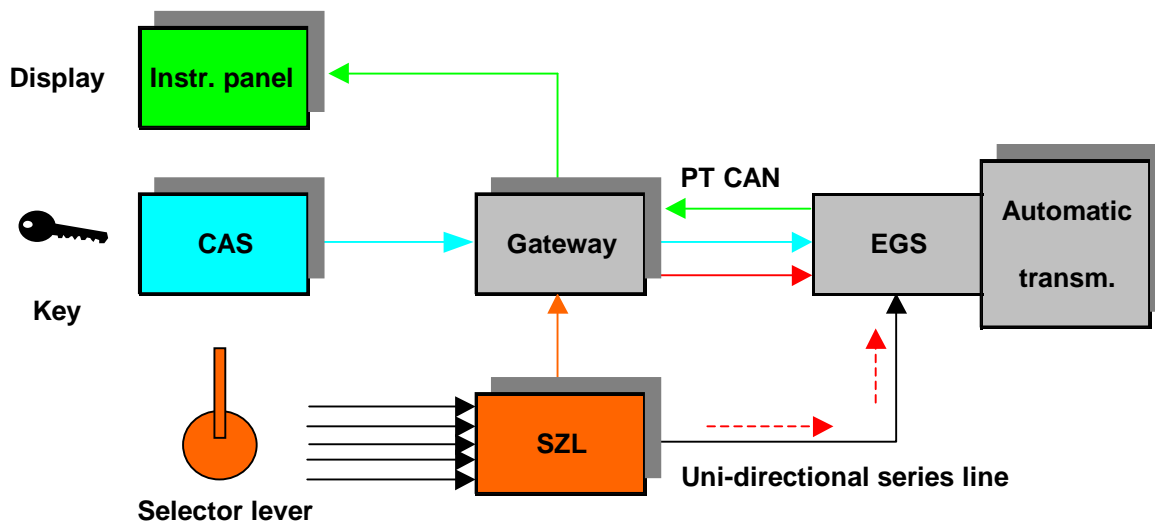 Display
Instr. panel
PT CAN
CAS
Gateway
EGS
Automatic
transm.
Key
SZL
Uni-directional series line
Selector lever